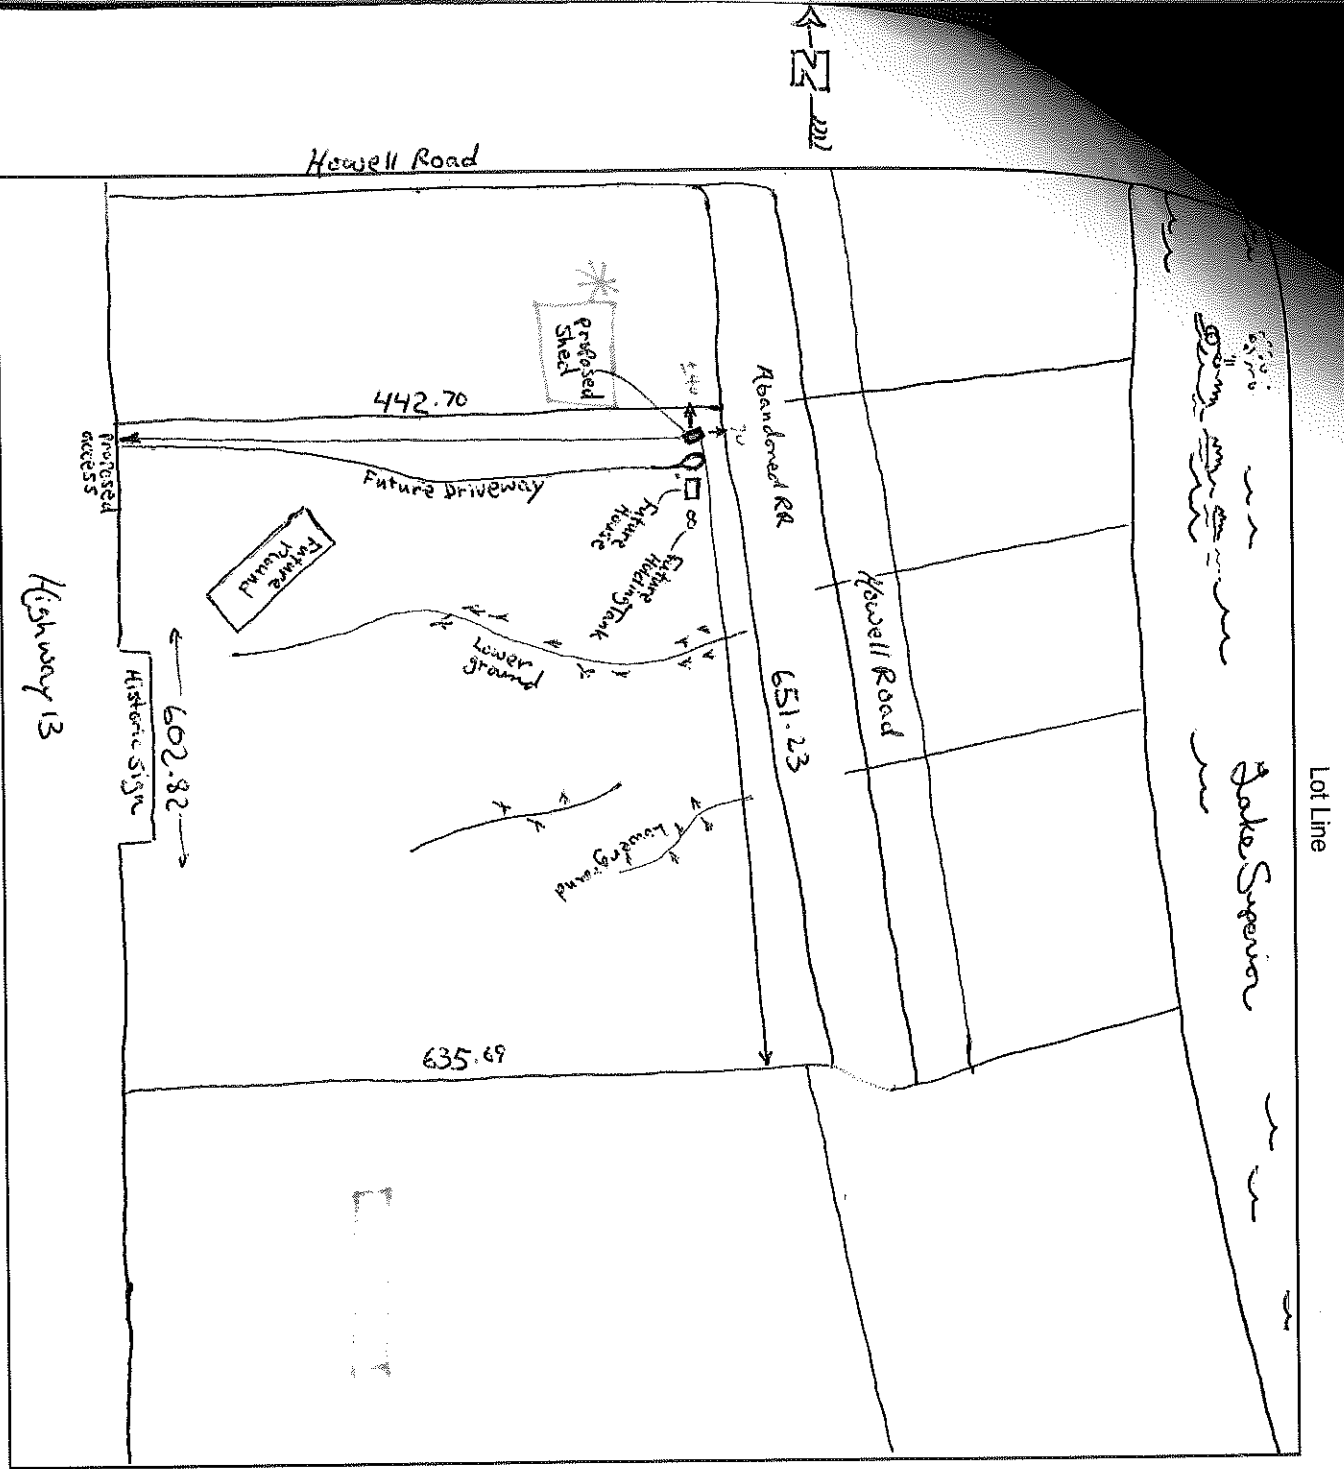 N
Howell Road
Proposed
Shed
442.70
Abandoned RR
Proposed
access
Future Driveway
Future
House
Future
Holding Tank
Future
Mound
Lower
ground
Howell Road
651.23
Highway 13
Historic Sign
602.82
Lower ground
635.69
Lake Superior
Lot Line